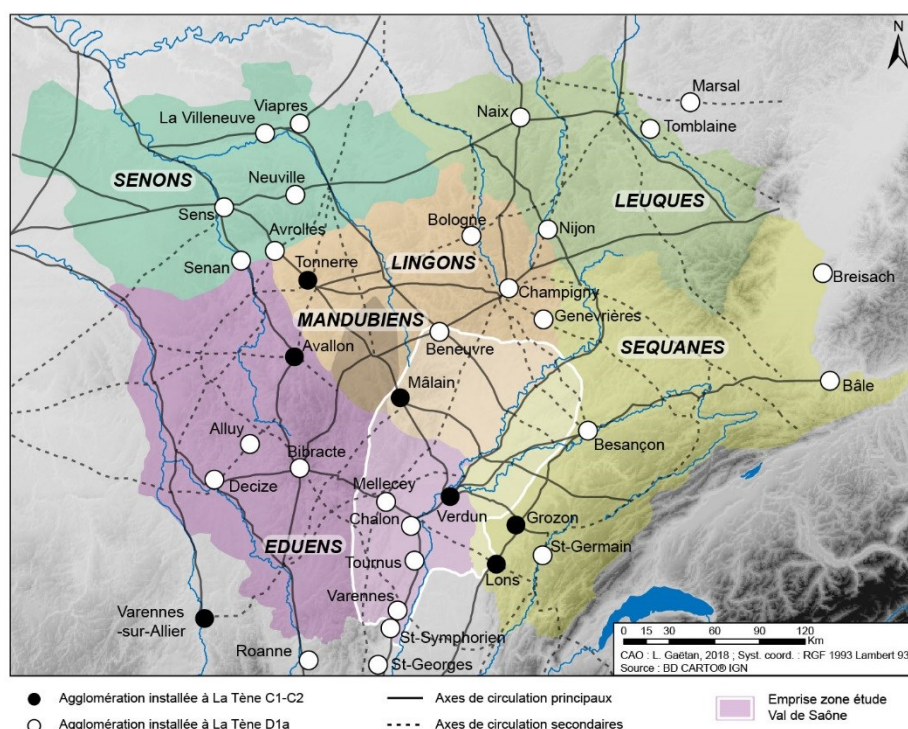 N
Marsal
Viapres
La Villeneuve
Naix
Tomblaine
SENONS
Neuville
LEUQUES
Sens
Bologne
Nijon
Avrolles
Senan
Tonnerre
LINGONS
Breisach
Champigny
MANDUBIENS
Genevrières
Beneuvre
SEQUANES
Avallon
Mâlain
Bâle
Alluy
Besançon
Bibracte
Decize
Mellecey
Verdun
Chalon
Grozon
EDUENS
St-Germain
Tournus
Lons
Varennes
-sur-Allier
Varennes
St-Symphorien
Roanne
St-Georges
0 15 30 60 90 120
Km
CAO : L. Gaëtan, 2018 ; Syst. coord. : RGF 1993 Lambert 93
Source : BD CARTO® IGN
Agglomération installée à La Tène C1-C2
Axes de circulation principaux
Emprise zone étude
Val de Saône
Agglomération installée à La Tène D1a
Axes de circulation secondaires